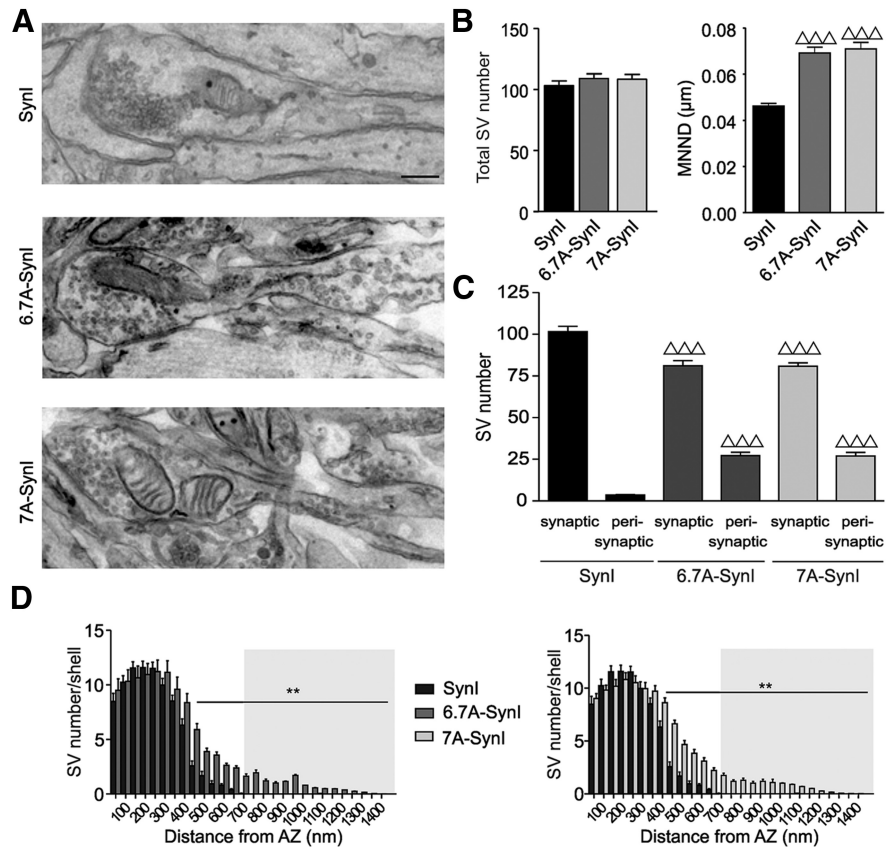 A
SynI
6.7A-SynI
7A-SynI
B
Total SV number
150
100
50
0
SynI
6.7A-SynI
7A-SynI
MNND (µm)
0.08
0.06
0.04
0.02
0.00
△△△
△△△
SynI
6.7A-SynI
7A-SynI
C
SV number
125
100
75
50
25
0
△△△
△△△
△△△
△△△
synaptic
peri-
synaptic
synaptic
peri-
synaptic
synaptic
peri-
synaptic
SynI
6.7A-SynI
7A-SynI
D
SV number/shell
15
10
5
0
**
100
200
300
400
500
600
700
800
900
1000
1100
1200
1300
1400
Distance from AZ (nm)
SynI
6.7A-SynI
7A-SynI
SV number/shell
15
10
5
0
**
100
200
300
400
500
600
700
800
900
1000
1100
1200
1300
1400
Distance from AZ (nm)